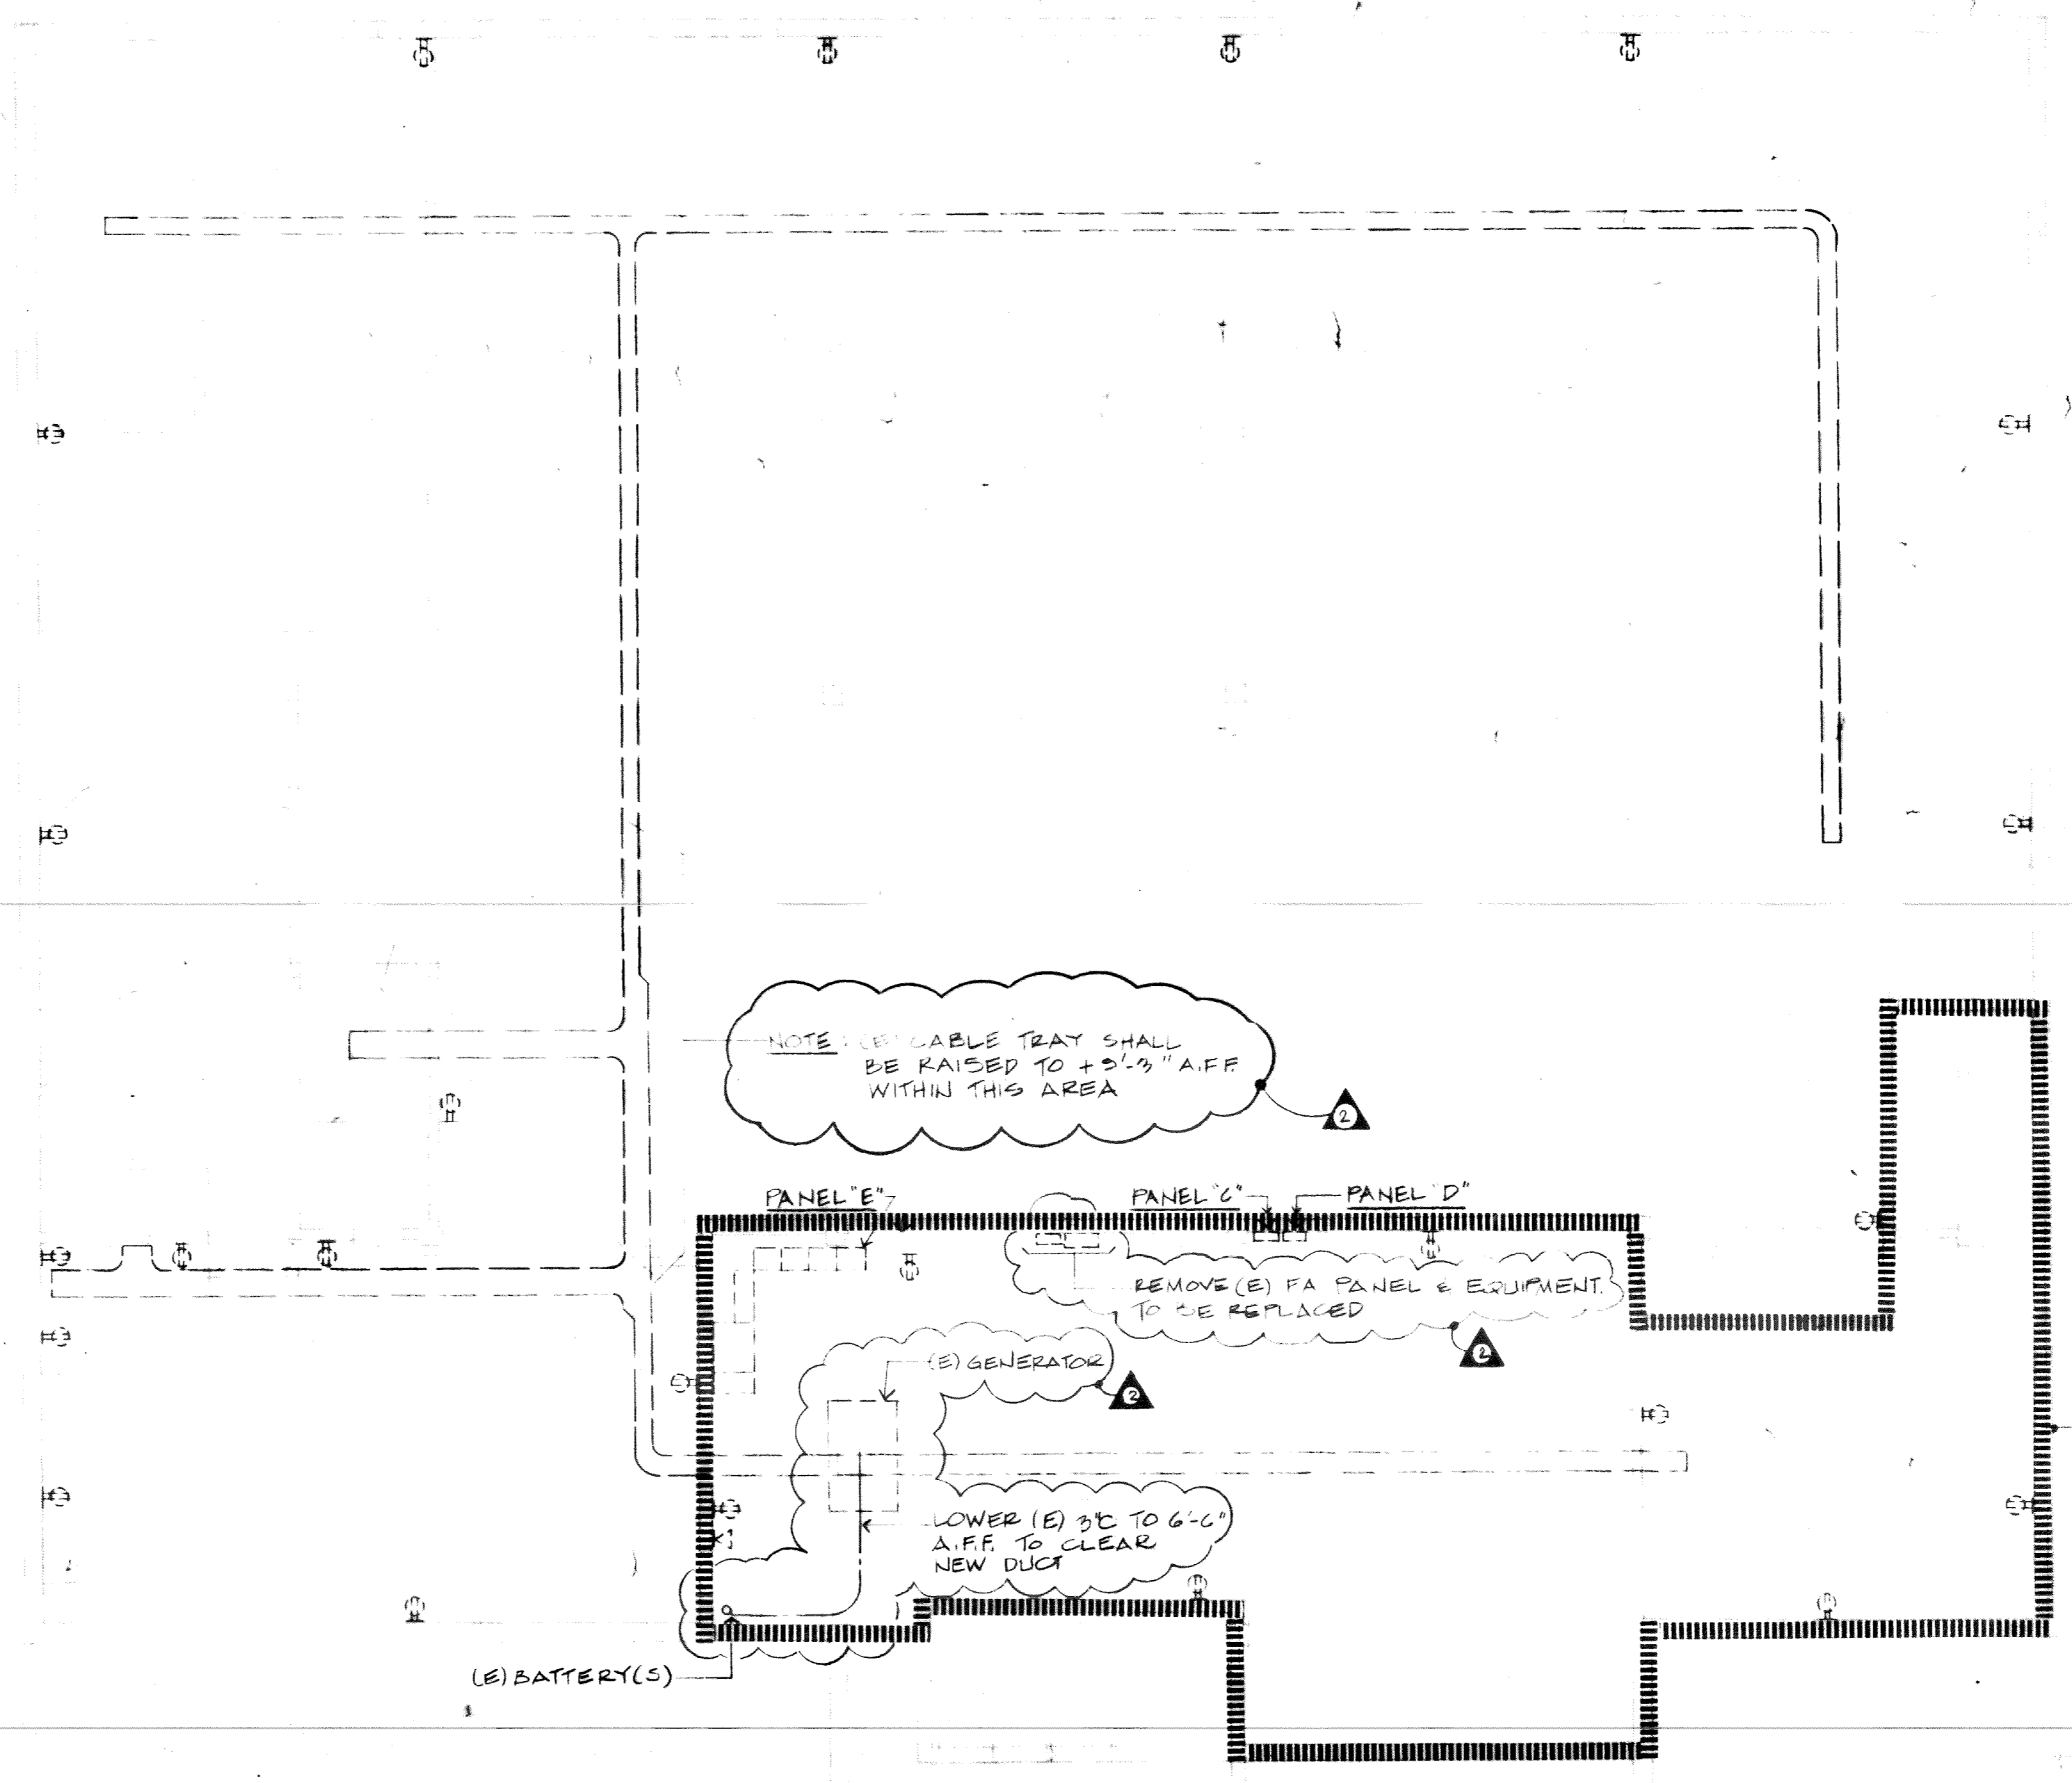 NOTE: (E) CABLE TRAY SHALL
BE RAISED TO +9'-3" A.F.F.
WITHIN THIS AREA
2
PANEL "E"
PANEL "C"
PANEL "D"
REMOVE (E) FA PANEL & EQUIPMENT.
TO BE REPLACED
2
(E) GENERATOR
2
LOWER (E) 3"C TO 6'-6"
A.F.F. TO CLEAR
NEW DUCT
(E) BATTERY(S)